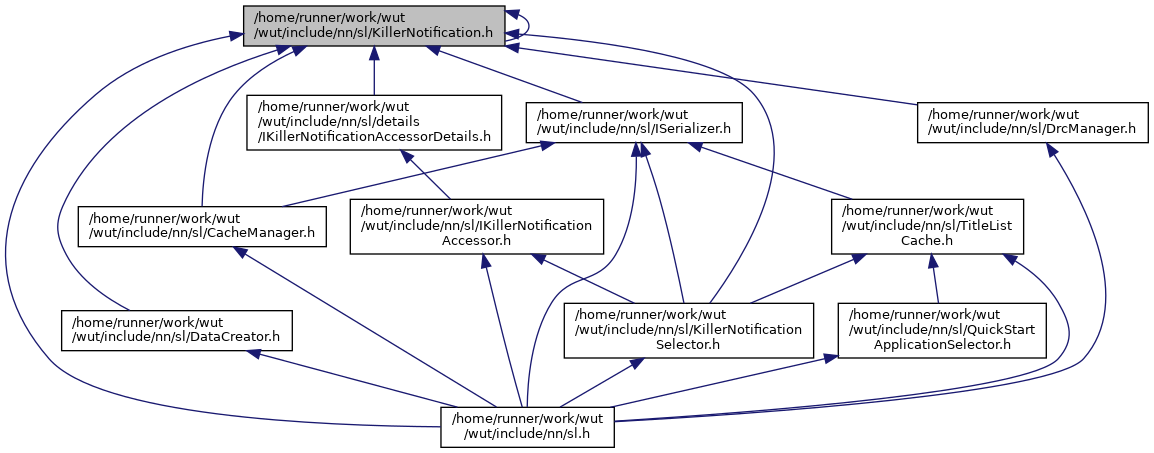 /home/runner/work/wut
/wut/include/nn/sl/KillerNotification.h
/home/runner/work/wut
/wut/include/nn/sl/details
/IKillerNotificationAccessorDetails.h
/home/runner/work/wut
/wut/include/nn/sl/ISerializer.h
/home/runner/work/wut
/wut/include/nn/sl/DrcManager.h
/home/runner/work/wut
/wut/include/nn/sl/CacheManager.h
/home/runner/work/wut
/wut/include/nn/sl/IKillerNotification
Accessor.h
/home/runner/work/wut
/wut/include/nn/sl/TitleList
Cache.h
/home/runner/work/wut
/wut/include/nn/sl/DataCreator.h
/home/runner/work/wut
/wut/include/nn/sl/KillerNotification
Selector.h
/home/runner/work/wut
/wut/include/nn/sl/QuickStart
ApplicationSelector.h
/home/runner/work/wut
/wut/include/nn/sl.h